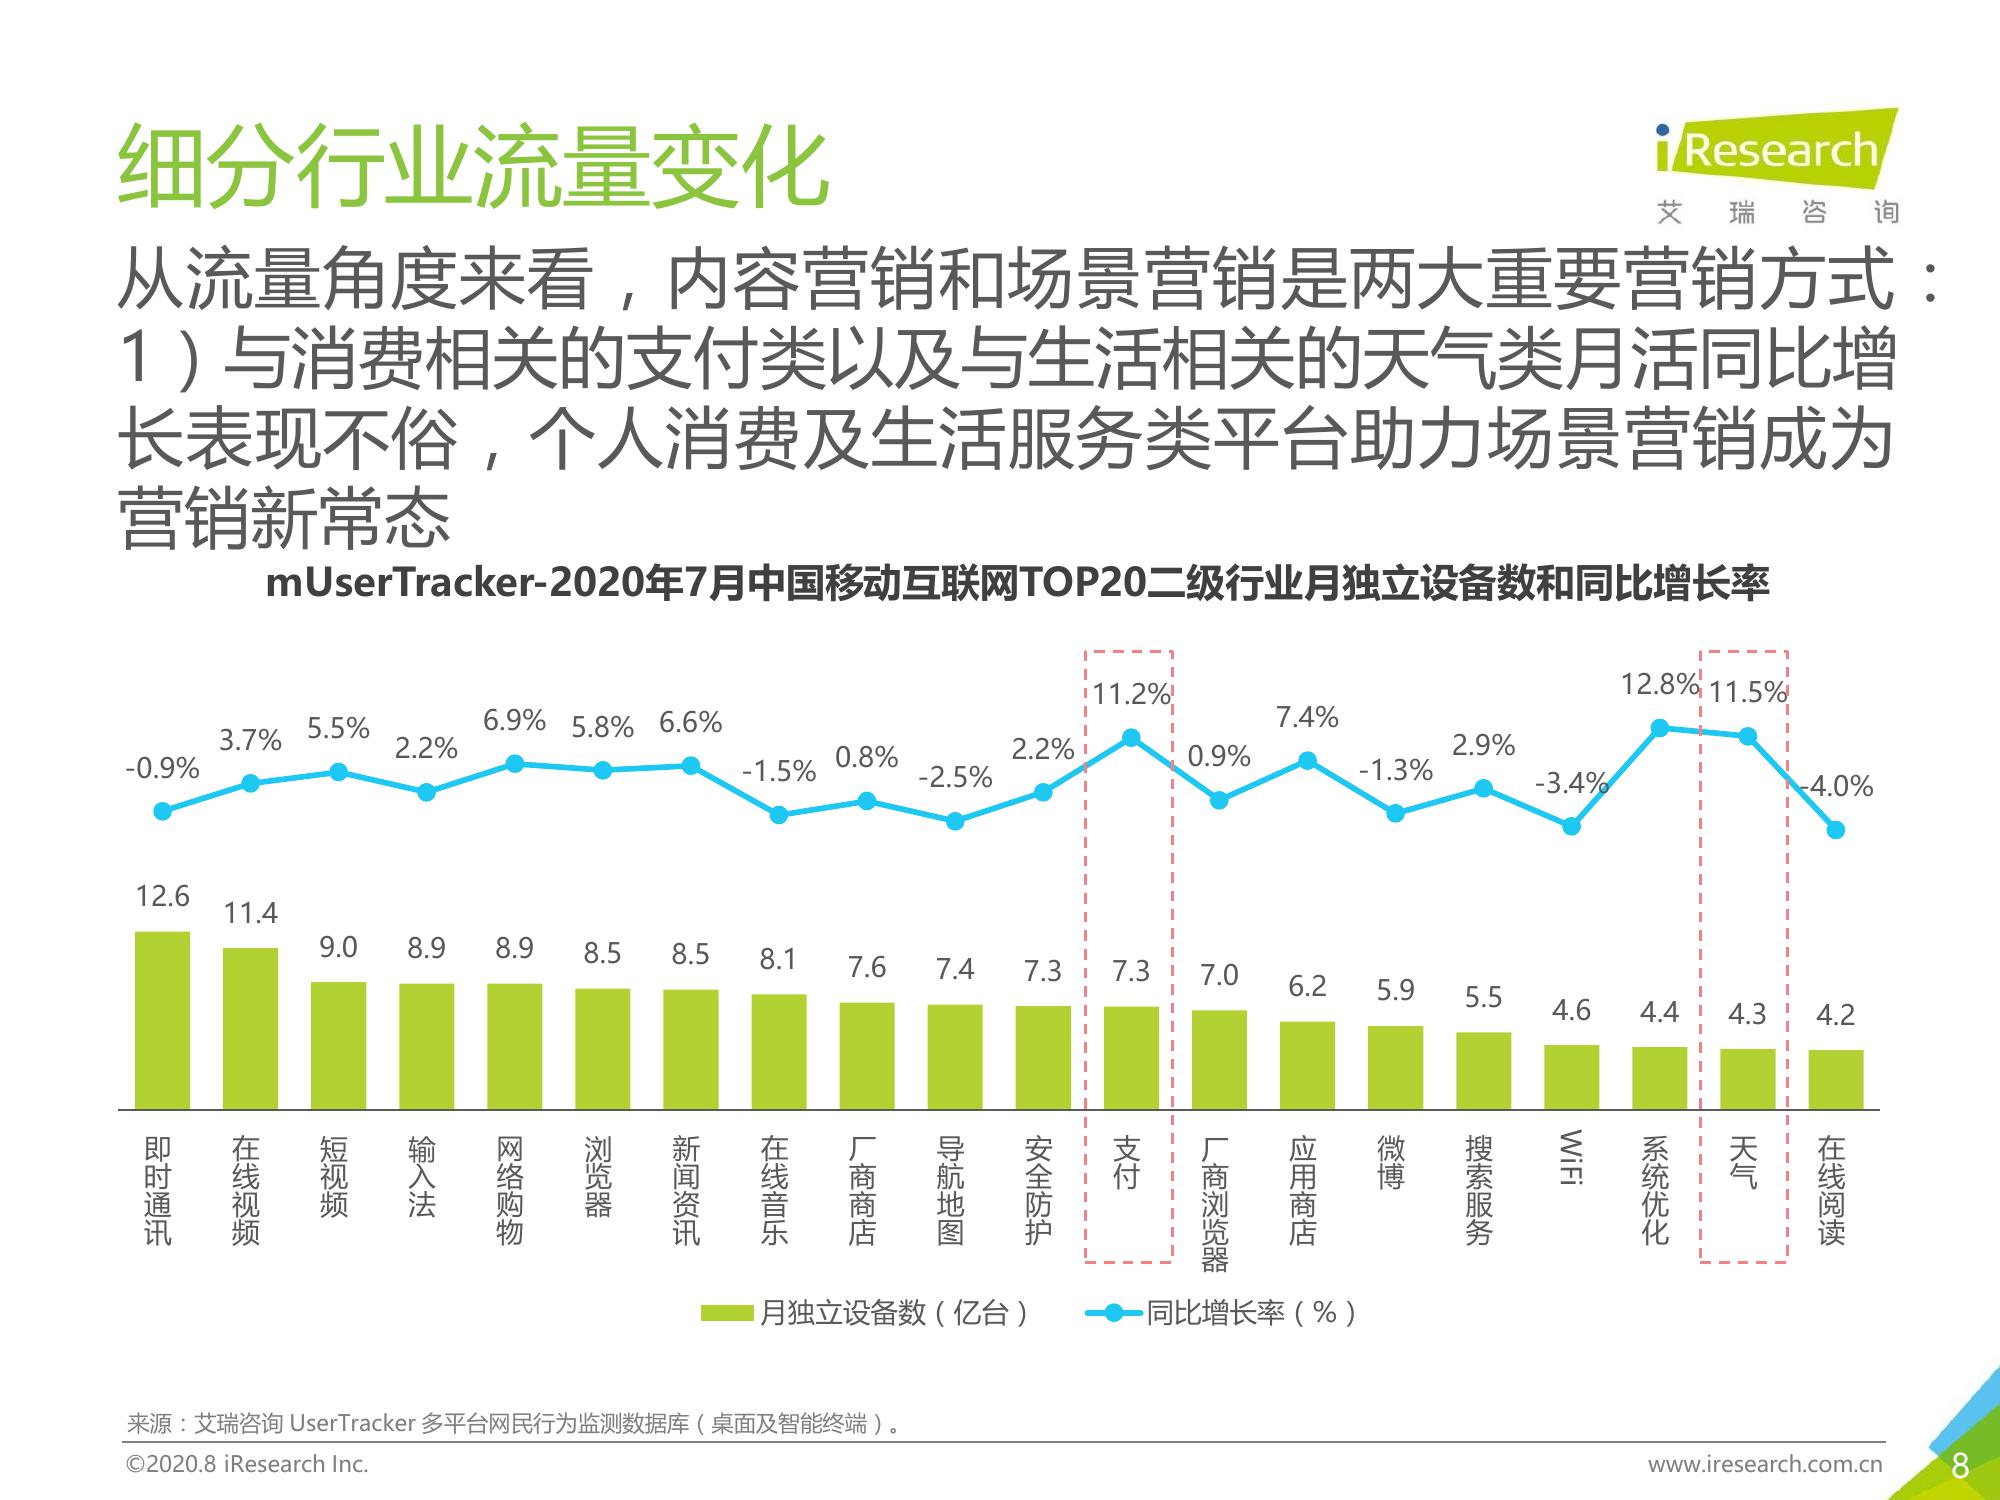 细分行业流量变化
iResearch
艾瑞咨询
从流量角度来看，内容营销和场景营销是两大重要营销方式：
1）与消费相关的支付类以及与生活相关的天气类月活同比增
长表现不俗，个人消费及生活服务类平台助力场景营销成为
营销新常态
mUserTracker-2020年7月中国移动互联网TOP20二级行业月独立设备数和同比增长率
-0.9% 3.7% 5.5% 2.2% 6.9% 5.8% 6.6% -1.5% 0.8% -2.5% 2.2% 11.2% 0.9% 7.4% -1.3% 2.9% -3.4% 12.8% 11.5% -4.0%
12.6 11.4 9.0 8.9 8.9 8.5 8.5 8.1 7.6 7.4 7.3 7.3 7.0 6.2 5.9 5.5 4.6 4.4 4.3 4.2
即时通讯
在线视频
短视频
输入法
网络购物
浏览器
新闻资讯
在线音乐
厂商商店
导航地图
安全防护
支付
厂商浏览器
应用商店
微博
搜索服务
WiFi
系统优化
天气
在线阅读
月独立设备数（亿台） 同比增长率（%）
来源：艾瑞咨询 UserTracker 多平台网民行为监测数据库（桌面及智能终端）。
©2020.8 iResearch Inc. www.iresearch.com.cn 8